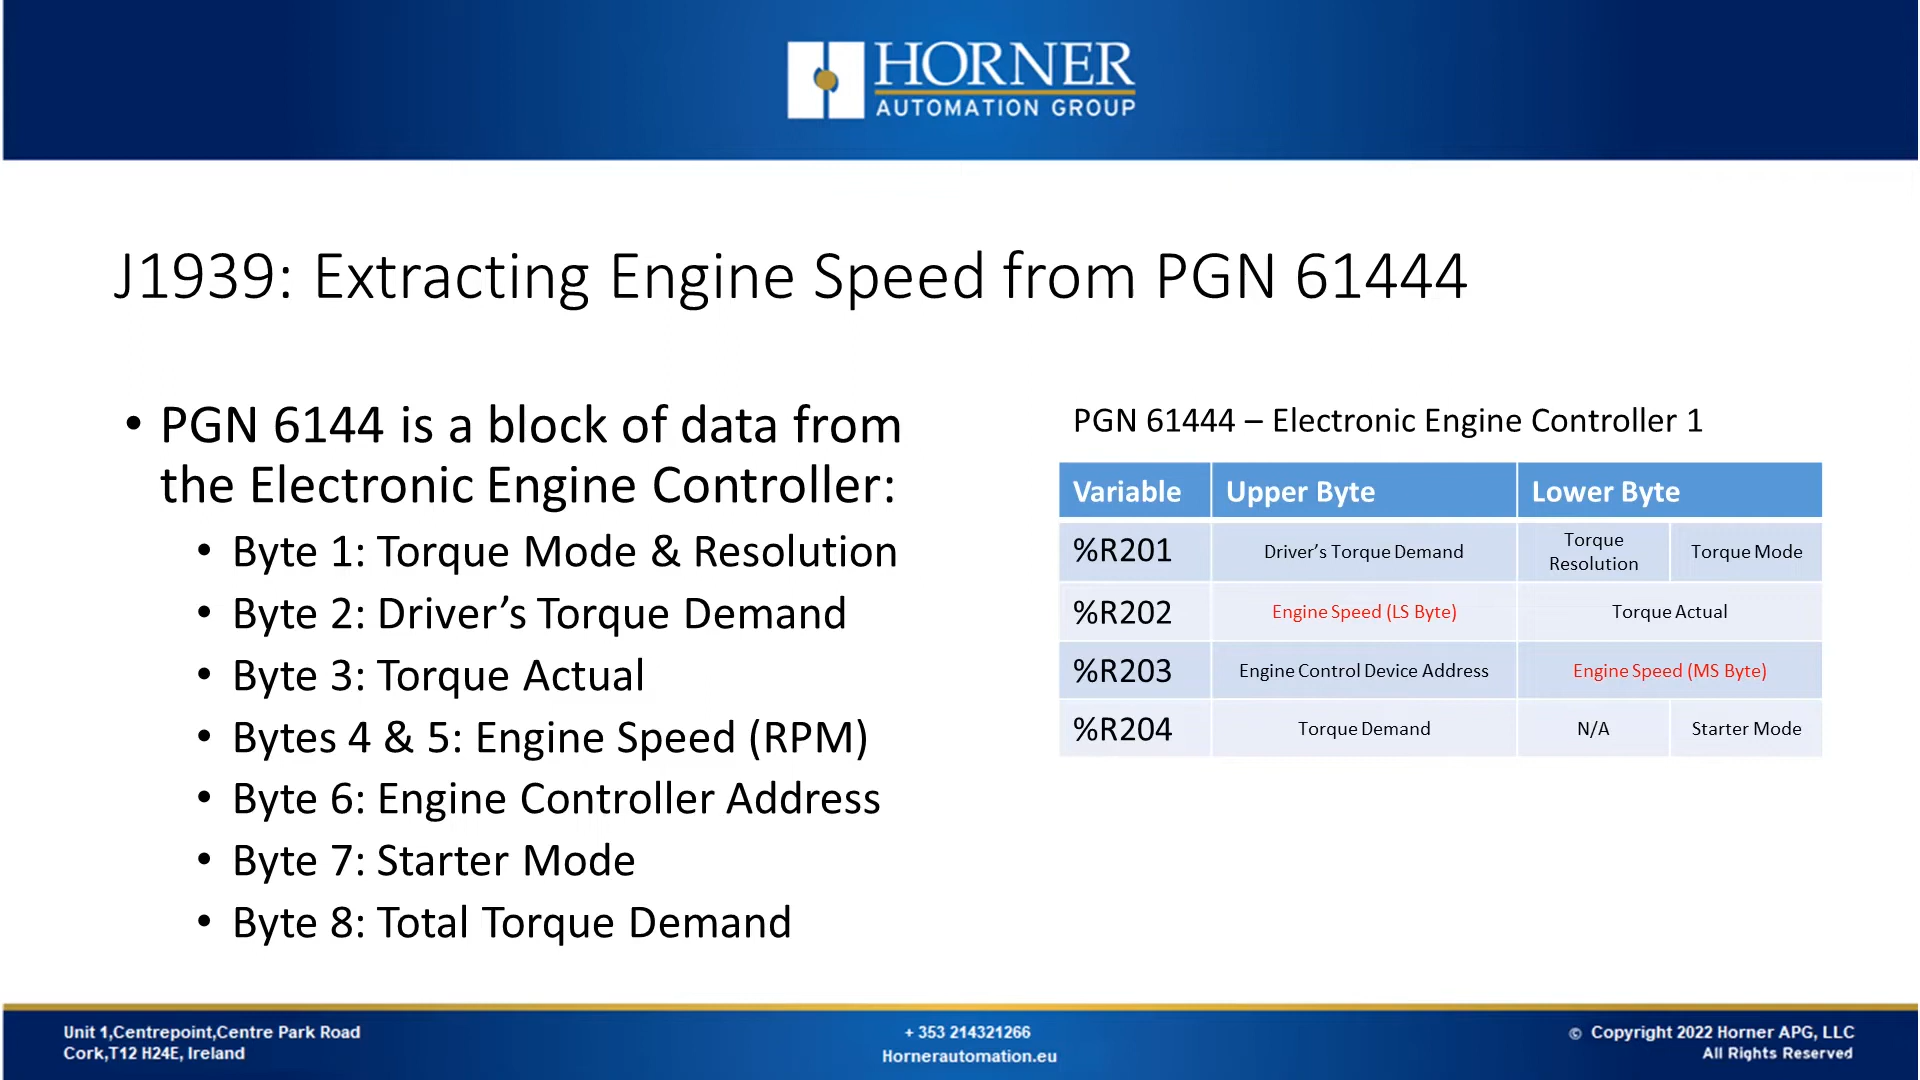 HORNER
AUTOMATION GROUP
J1939: Extracting Engine Speed from PGN 61444
• PGN 6144 is a block of data from
the Electronic Engine Controller:
• Byte 1: Torque Mode & Resolution
• Byte 2: Driver’s Torque Demand
• Byte 3: Torque Actual
• Bytes 4 & 5: Engine Speed (RPM)
• Byte 6: Engine Controller Address
• Byte 7: Starter Mode
• Byte 8: Total Torque Demand
PGN 61444 – Electronic Engine Controller 1
Variable Upper Byte Lower Byte
%R201 Driver’s Torque Demand Torque Resolution Torque Mode
%R202 Engine Speed (LS Byte) Torque Actual
%R203 Engine Control Device Address Engine Speed (MS Byte)
%R204 Torque Demand N/A Starter Mode
Unit 1,Centrepoint,Centre Park Road
Cork,T12 H24E, Ireland
+ 353 214321266
Hornerautomation.eu
© Copyright 2022 Horner APG, LLC
All Rights Reserved